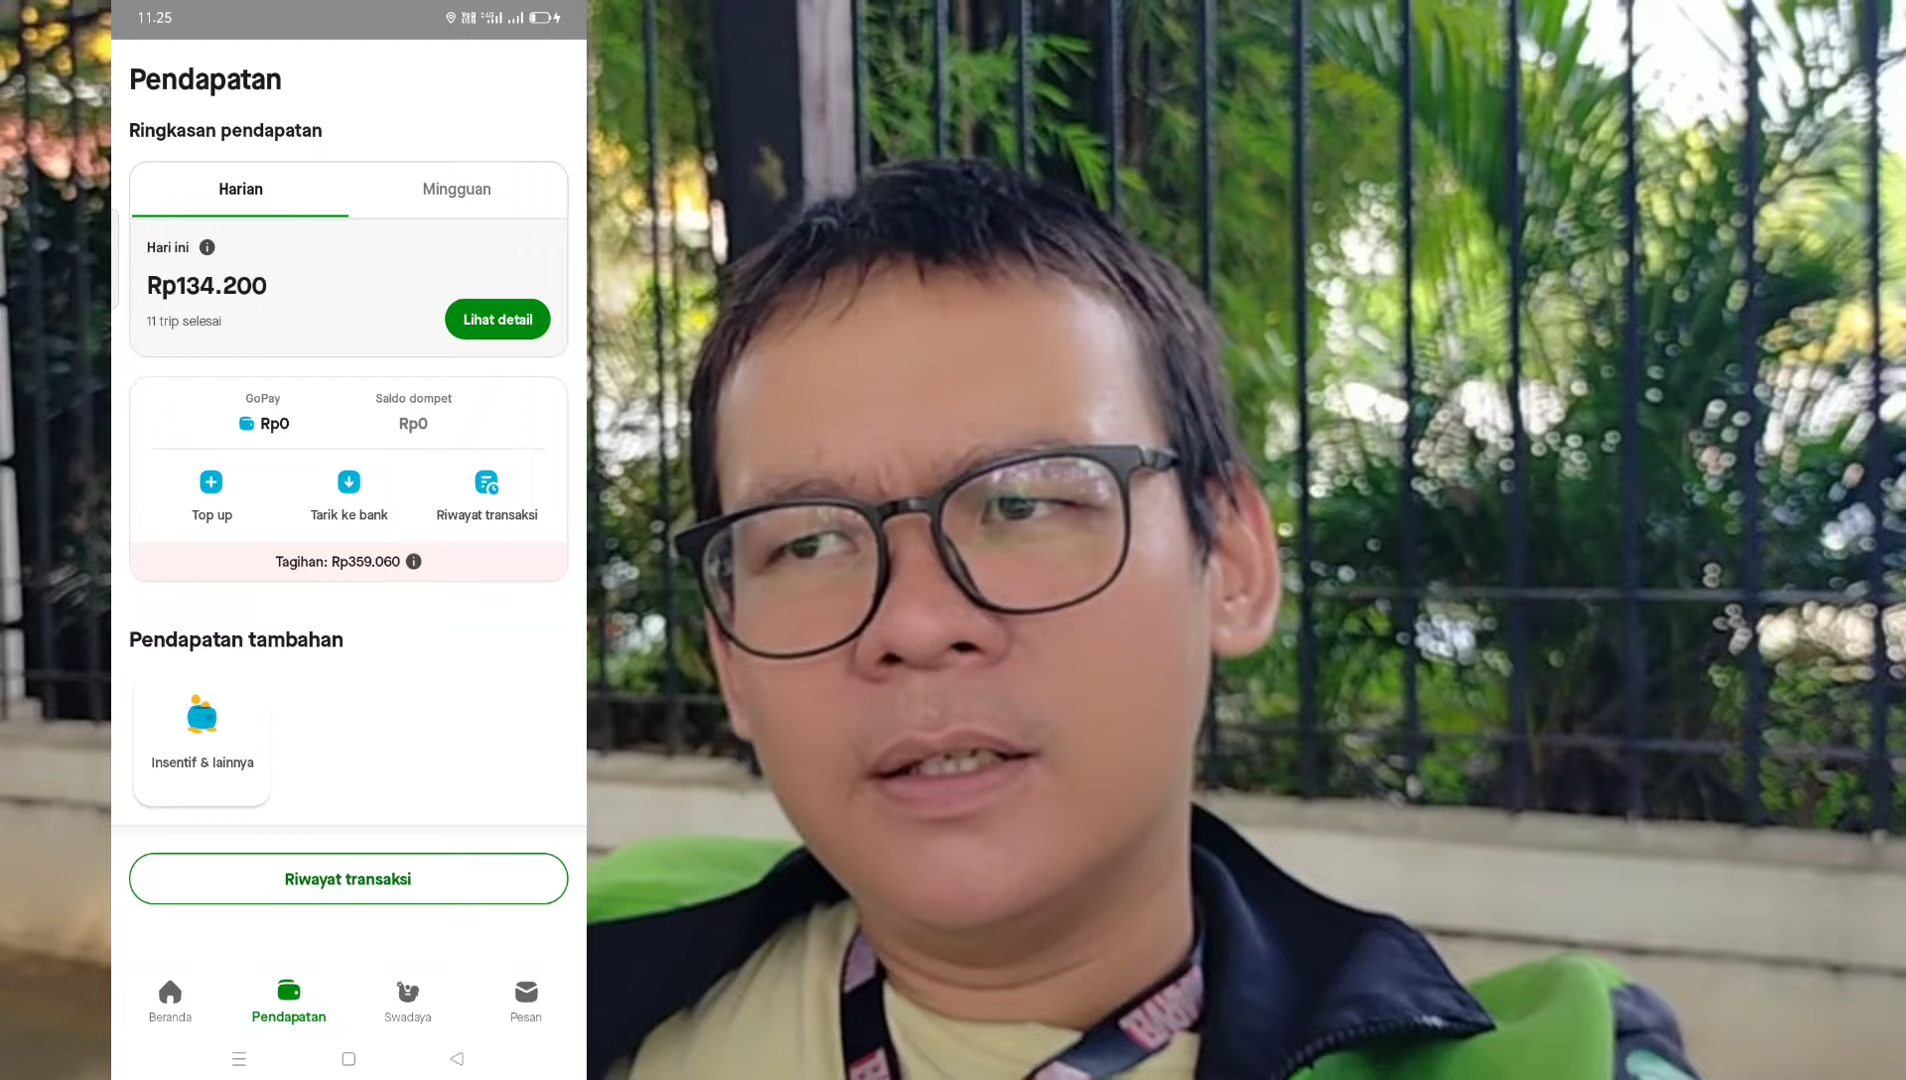 11.25
Pendapatan
Ringkasan pendapatan
Harian
Mingguan
Hari ini
Rp134.200
11 trip selesai
Lihat detail
GoPay
Saldo dompet
Rp0
Rp0
Top up
Tarik ke bank
Riwayat transaksi
Tagihan: Rp359.060
Pendapatan tambahan
Insentif & lainnya
Riwayat transaksi
Beranda
Pendapatan
Swadaya
Pesan